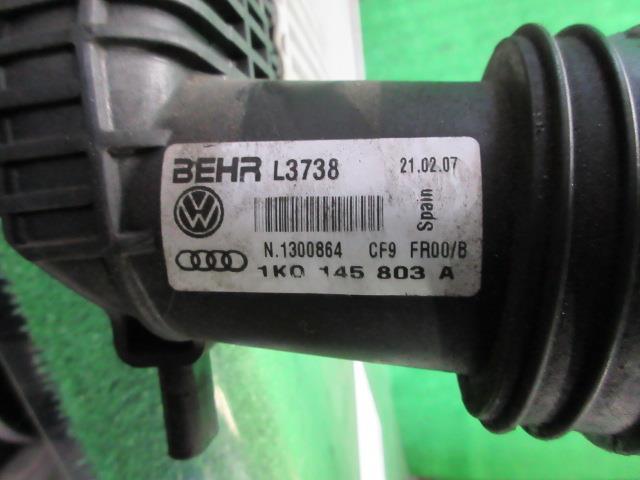 BEHR L3738 21.02.07
Spain
N.1300864 CF9 FR00/B
1K0 145 803 A